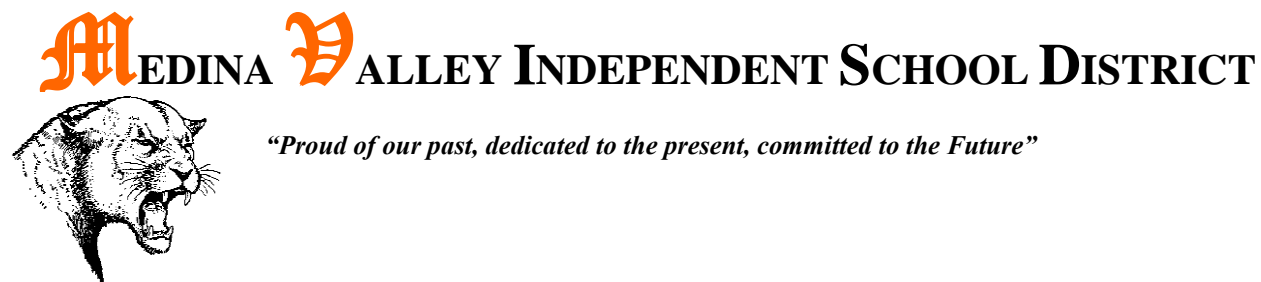 MEDINA VALLEY INDEPENDENT SCHOOL DISTRICT
“Proud of our past, dedicated to the present, committed to the Future”